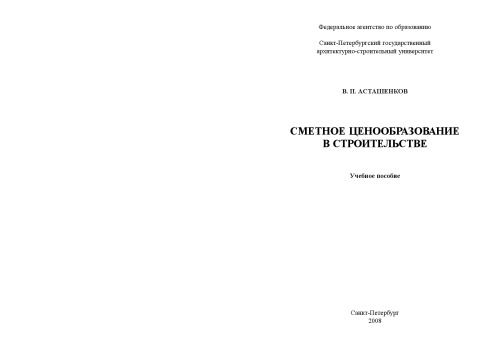 Федеральное агентство по образованию
Санкт-Петербургский государственный
архитектурно-строительный университет
В. П. АСТАШЕНКОВ
СМЕТНОЕ ЦЕНООБРАЗОВАНИЕ
В СТРОИТЕЛЬСТВЕ
Учебное пособие
Санкт-Петербург
2008